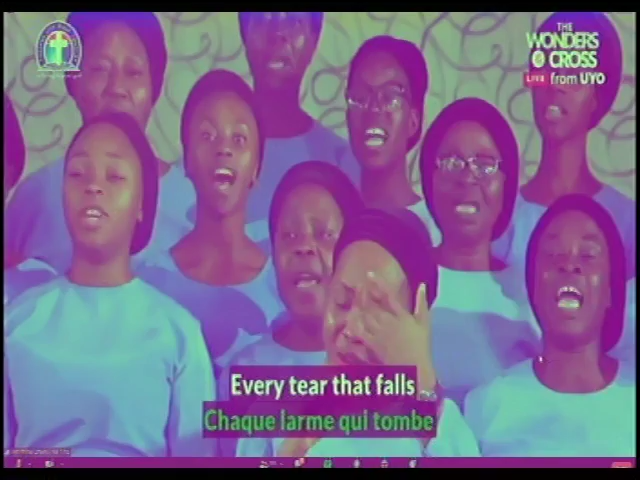 THE
WONDERS
CROSS
LIVE from UYO
Every tear that falls
Chaque larme qui tombe